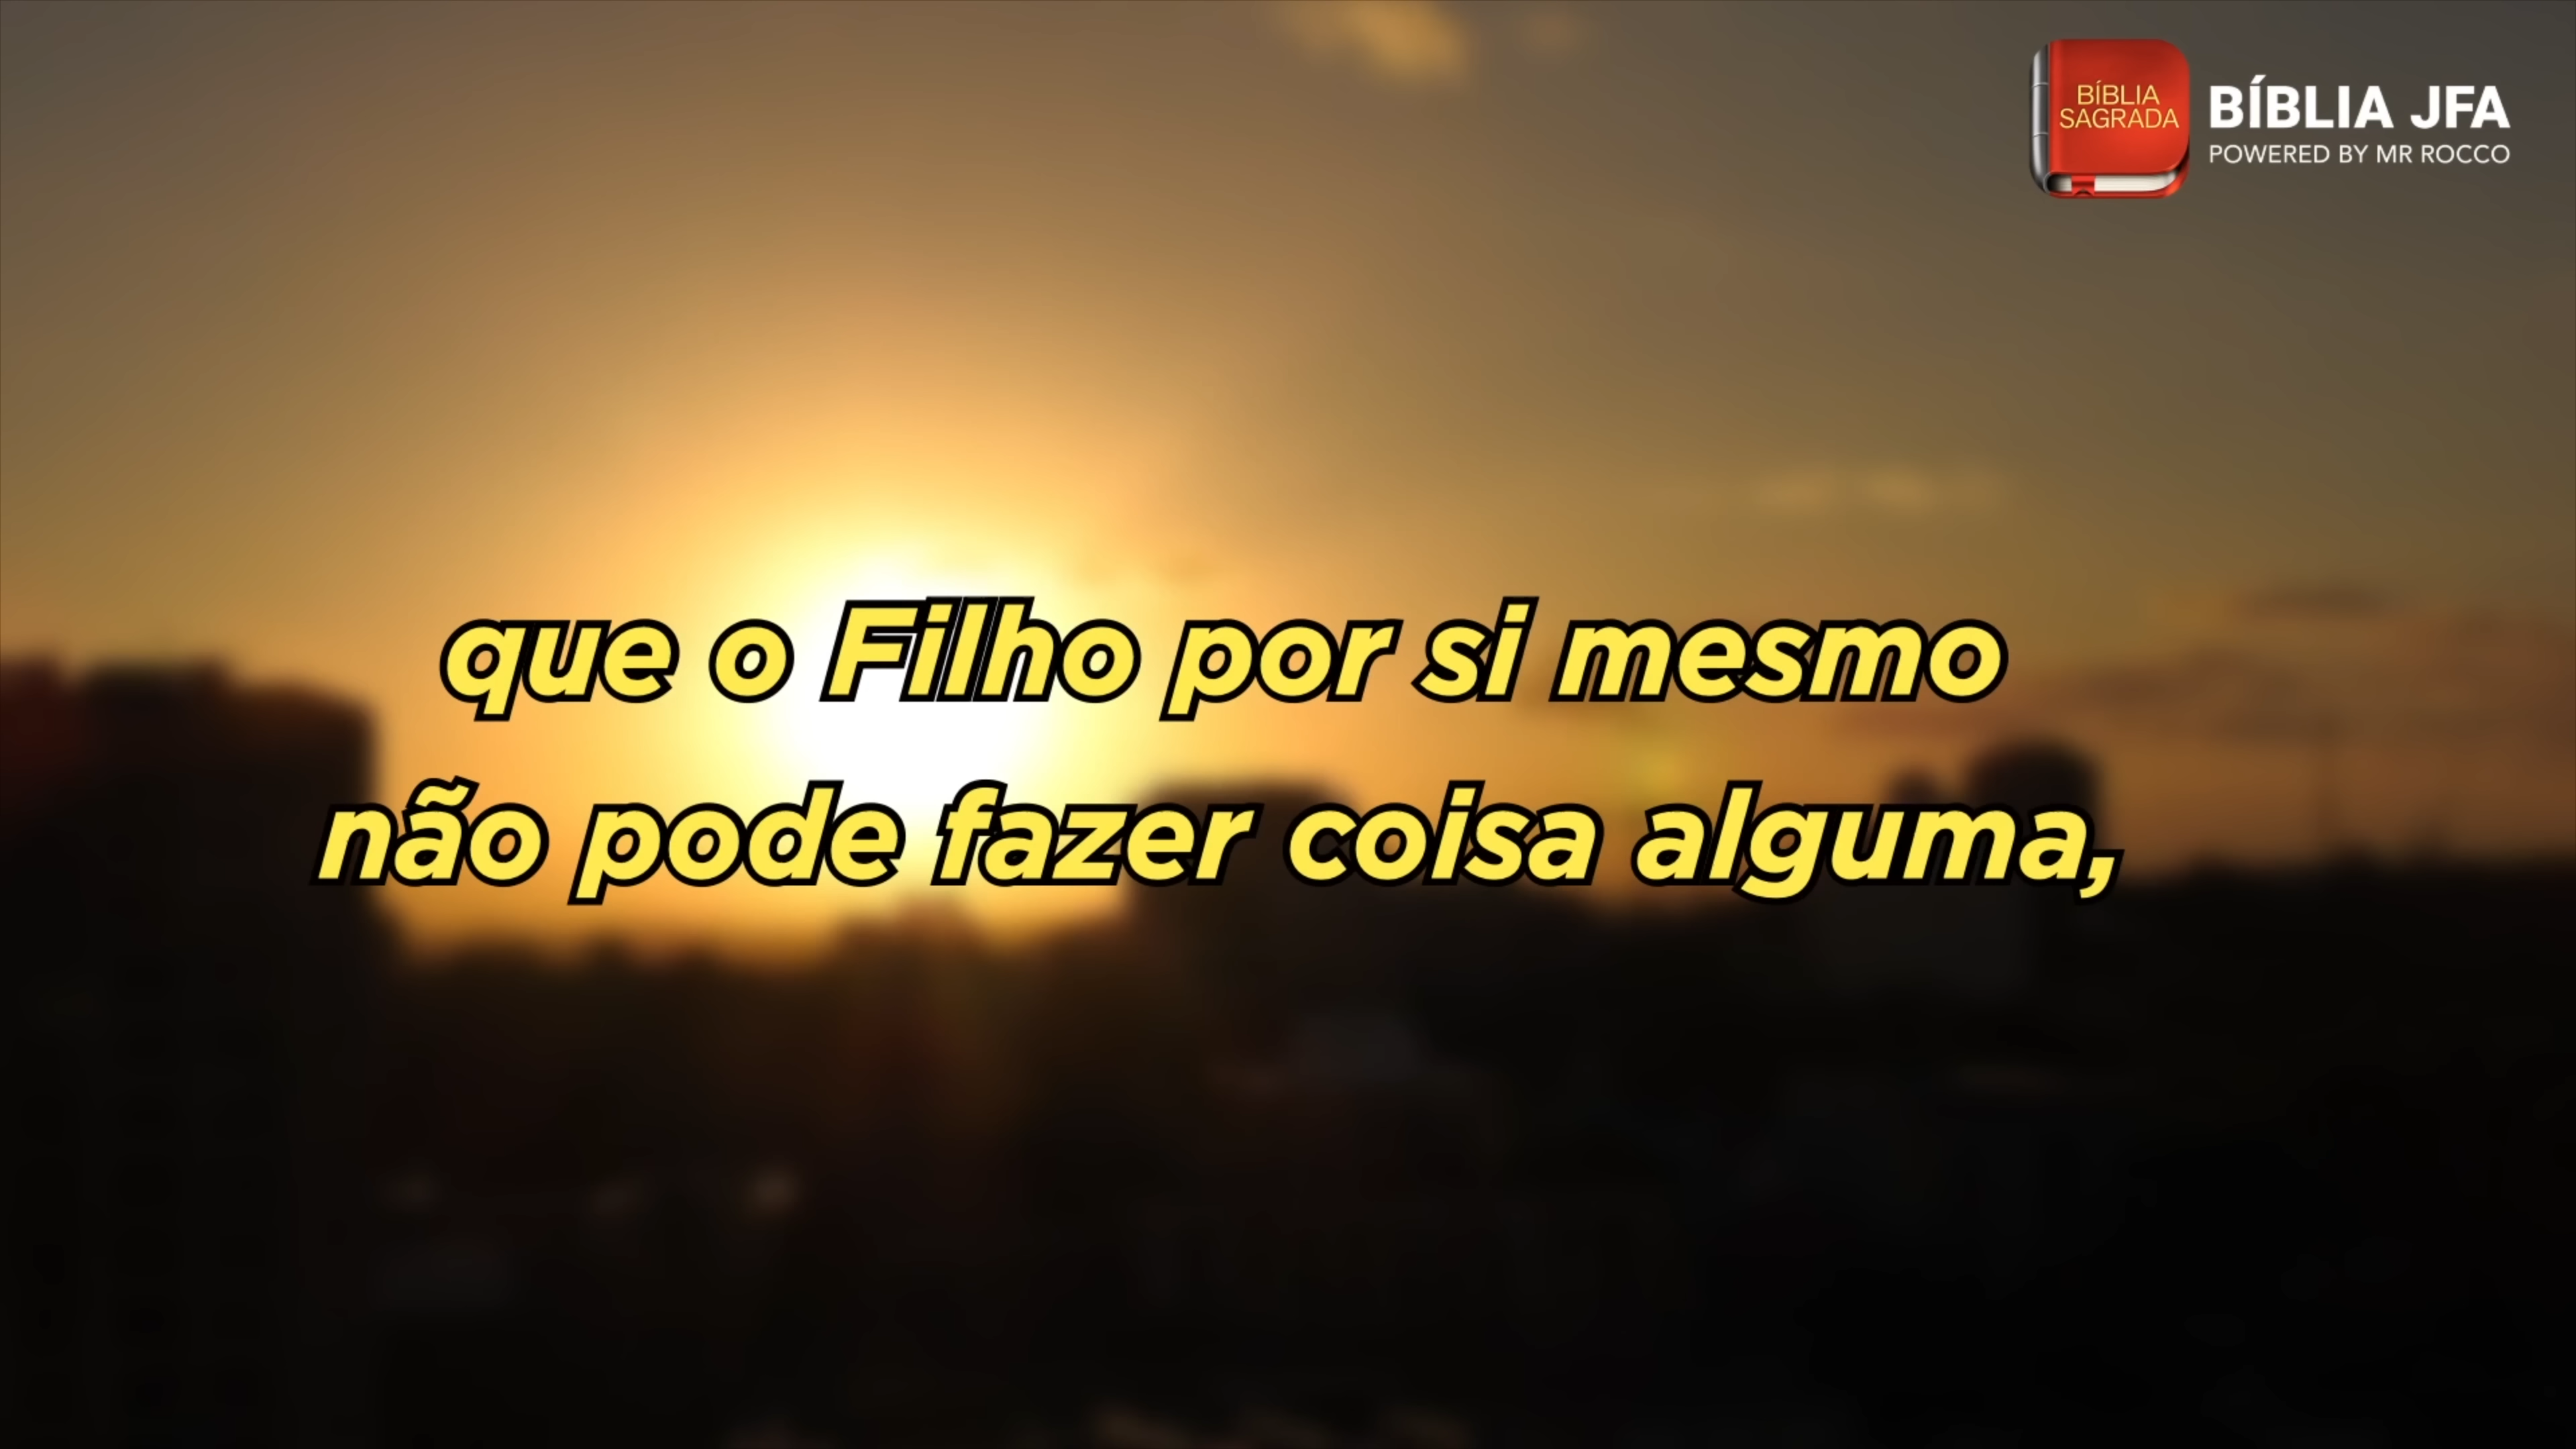 BÍBLIA
SAGRADA
BÍBLIA JFA
POWERED BY MR ROCCO
que o Filho por si mesmo
não pode fazer coisa alguma,